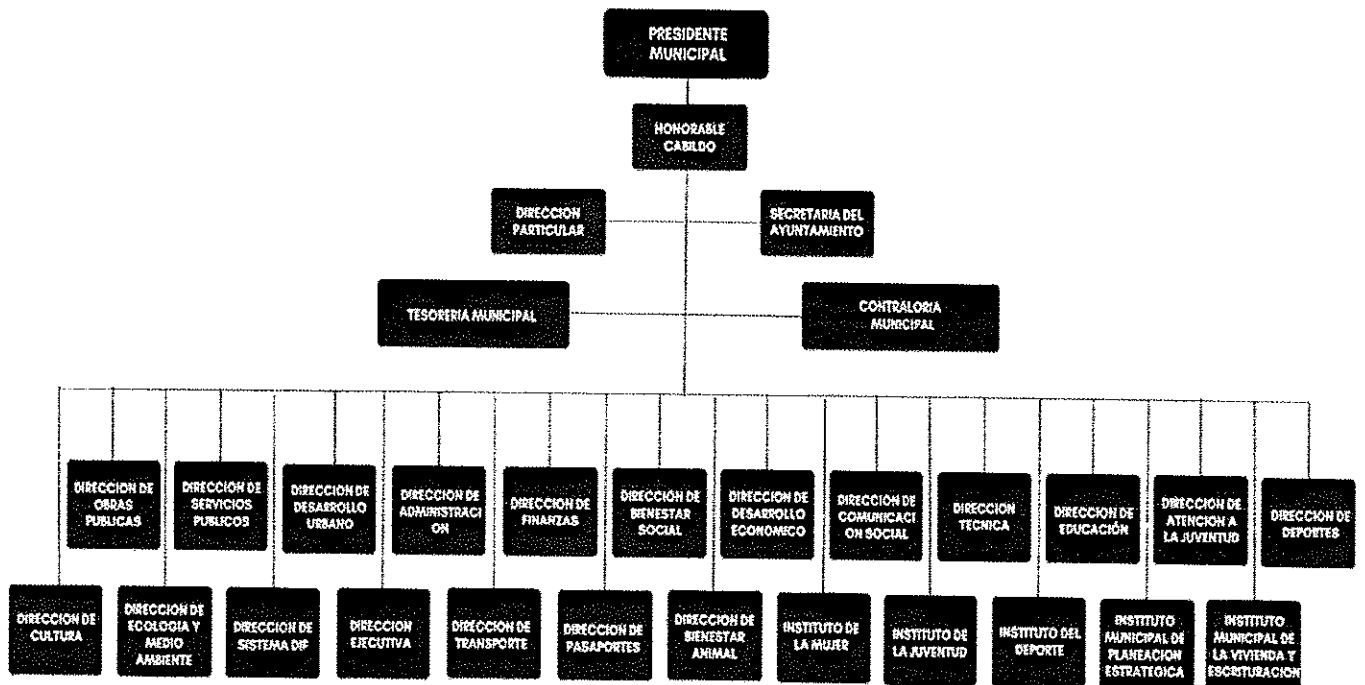 PRESIDENTE
MUNICIPAL
HONORABLE
CABILDO
DIRECCION
PARTICULAR
SECRETARIA DEL
AYUNTAMIENTO
TESORERIA MUNICIPAL
CONTRALORIA
MUNICIPAL
DIRECCION DE
OBRAS
PUBLICAS
DIRECCION DE
SERVICIOS
PUBLICOS
DIRECCION DE
DESARROLLO
URBANO
DIRECCION DE
ADMINISTRACI
ON
DIRECCION DE
FINANZAS
DIRECCION DE
BIENESTAR
SOCIAL
DIRECCION DE
DESARROLLO
ECONOMICO
DIRECCION DE
COMUNICACI
ON SOCIAL
DIRECCION
TECNICA
DIRECCION DE
EDUCACIÓN
DIRECCION DE
ATENCION A
LA JUVENTUD
DIRECCION DE
DEPORTES
DIRECCION DE
CULTURA
DIRECCION DE
ECOLOGIA Y
MEDIO
AMBIENTE
DIRECCION DE
SISTEMA DIF
DIRECCION
EJECUTIVA
DIRECCION DE
TRANSPORTE
DIRECCION DE
PASAPORTES
DIRECCION DE
BIENESTAR
ANIMAL
INSTITUTO DE
LA MUJER
INSTITUTO DE
LA JUVENTUD
INSTITUTO DEL
DEPORTE
INSTITUTO
MUNICIPAL DE
PLANEACION
ESTRATEGICA
INSTITUTO
MUNICIPAL DE
LA VIVIENDA Y
ESCRITURACION